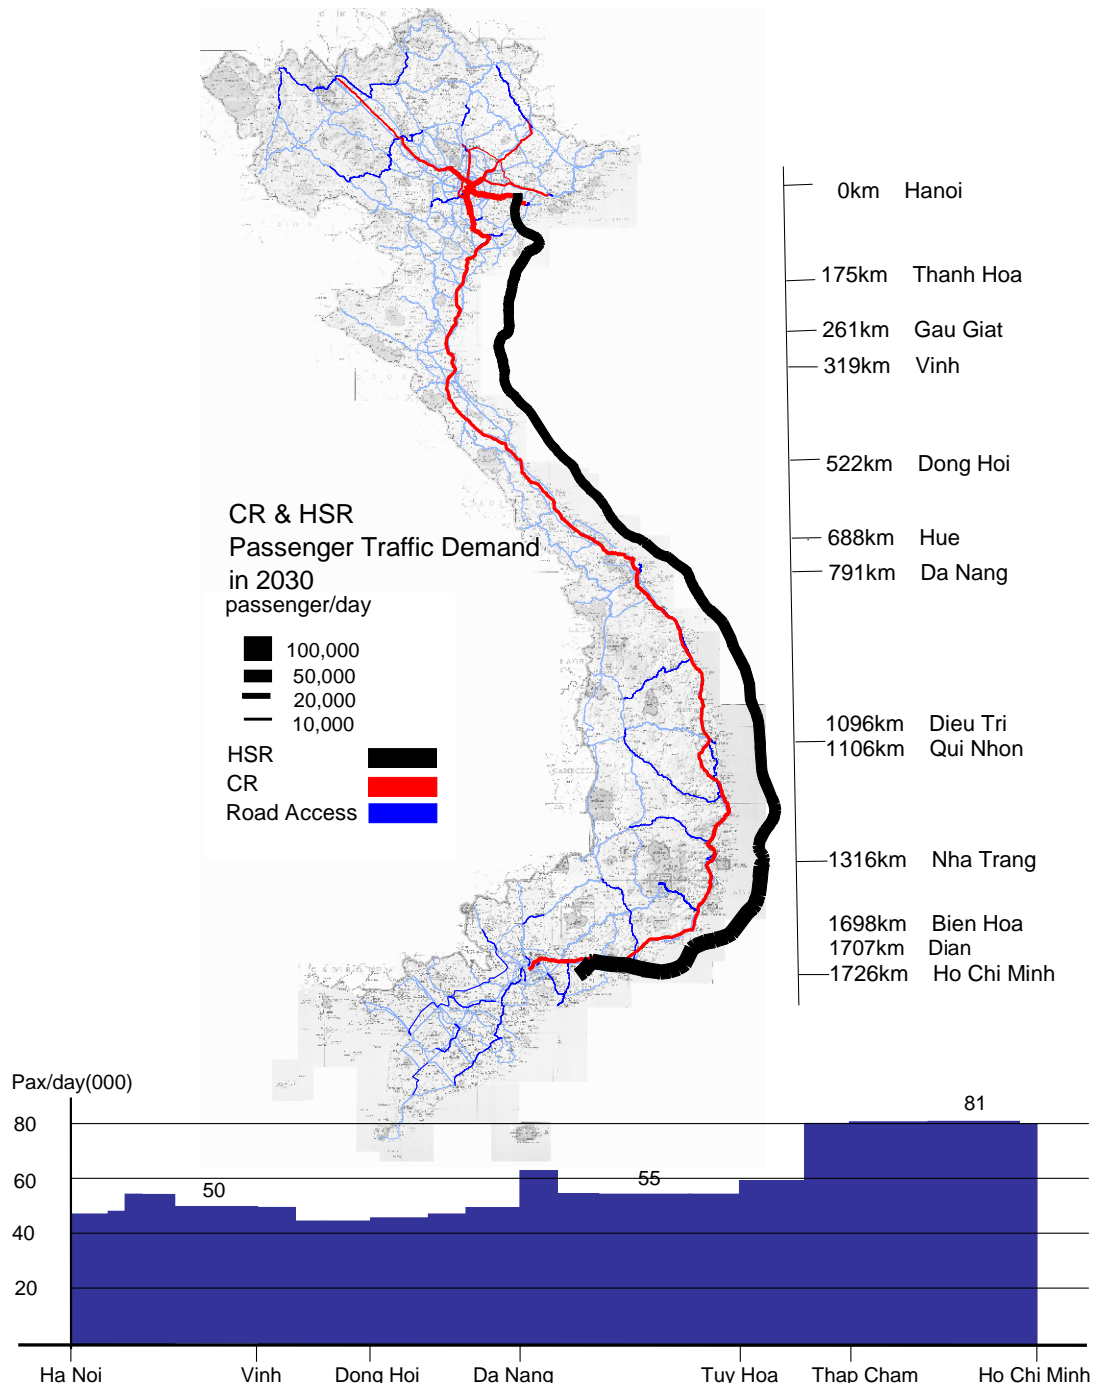 0km Hanoi
175km Thanh Hoa
261km Gau Giat
319km Vinh
522km Dong Hoi
688km Hue
791km Da Nang
1096km Dieu Tri
1106km Qui Nhon
1316km Nha Trang
1698km Bien Hoa
1707km Dian
1726km Ho Chi Minh
CR & HSR
Passenger Traffic Demand
in 2030
passenger/day
100,000
50,000
20,000
10,000
HSR
CR
Road Access
Pax/day(000)
80
60
40
20
50
55
81
Ha Noi Vinh Dong Hoi Da Nang Tuy Hoa Thap Cham Ho Chi Minh